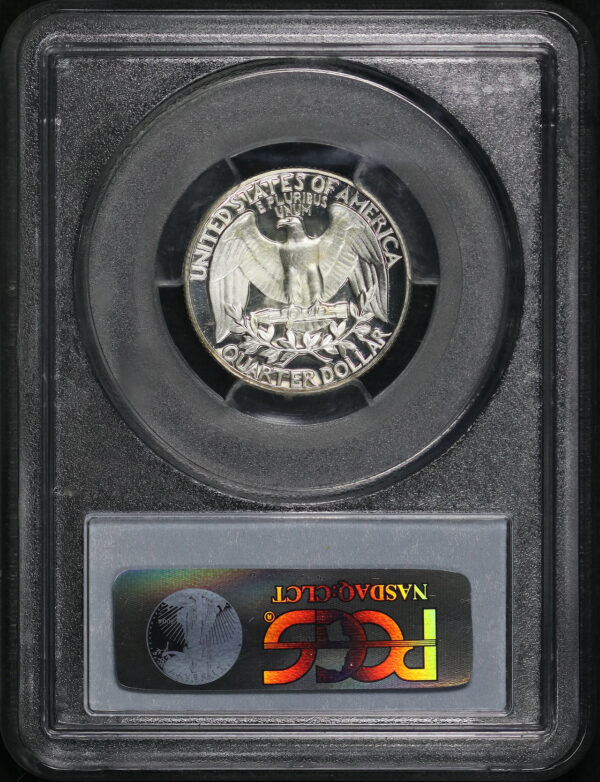 UNITED STATES OF AMERICA
E PLURIBUS
UNUM
QUARTER DOLLAR
NASDAQ:CLCT
PCGS®